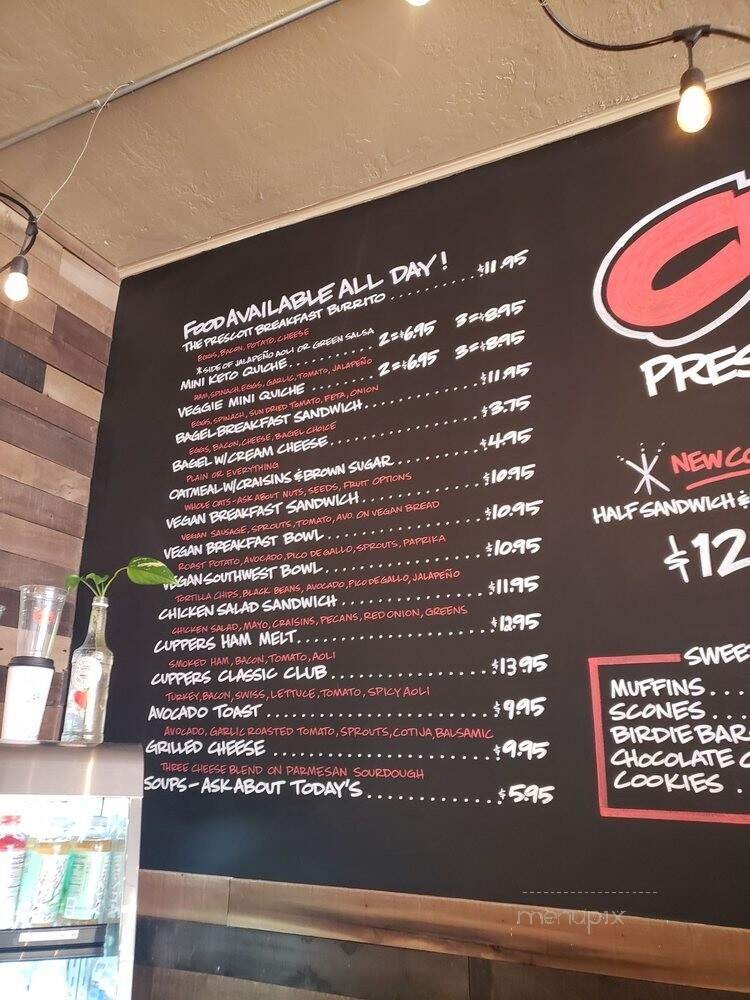 FOOD AVAILABLE ALL DAY!
THE PRESCOTT BREAKFAST BURRITO.......... $11.95
EGGS, BACON, POTATO, CHEESE
*SIDE OF JALAPEÑO AOLI OR GREEN SALSA
MINI KETO QUICHE.......... 2=$6.95 3=$8.95
HAM, SPINACH, EGGS, GARLIC, TOMATO, JALAPEÑO
VEGGIE MINI QUICHE.......... 2=$6.95 3=$8.95
EGGS, SPINACH, SUN DRIED TOMATO, FETA, ONION
BAGEL BREAKFAST SANDWICH.......... $11.95
EGGS, BACON, CHEESE, BAGEL CHOICE
BAGEL W/CREAM CHEESE.......... $3.75
PLAIN OR EVERYTHING
OATMEAL W/CRAISINS & BROWN SUGAR.......... $4.95
WHOLE OATS-ASK ABOUT NUTS, SEEDS, FRUIT OPTIONS
VEGAN BREAKFAST SANDWICH.......... $10.95
VEGAN SAUSAGE, SPROUTS, TOMATO, AVO. ON VEGAN BREAD
VEGAN BREAKFAST BOWL.......... $10.95
ROAST POTATO, AVOCADO, PICO DE GALLO, SPROUTS, PAPRIKA
VEGAN SOUTHWEST BOWL.......... $10.95
TORTILLA CHIPS, BLACK BEANS, AVOCADO, PICO DE GALLO, JALAPEÑO
CHICKEN SALAD SANDWICH.......... $11.95
CHICKEN SALAD, MAYO, CRAISINS, PECANS, RED ONION, GREENS
CUPPERS HAM MELT.......... $12.95
SMOKED HAM, BACON, TOMATO, AOLI
CUPPERS CLASSIC CLUB.......... $13.95
TURKEY, BACON, SWISS, LETTUCE, TOMATO, SPICY AOLI
AVOCADO TOAST.......... $9.95
AVOCADO, GARLIC ROASTED TOMATO, SPROUTS, COTIJA, BALSAMIC
GRILLED CHEESE.......... $9.95
THREE CHEESE BLEND ON PARMESAN SOURDOUGH
SOUPS-ASK ABOUT TODAY'S.......... $5.95
PRES
NEW CO
HALF SANDWICH &
$12
SWEE
MUFFINS...
SCONES...
BIRDIE BAR
CHOCOLATE C
COOKIES .
menupix